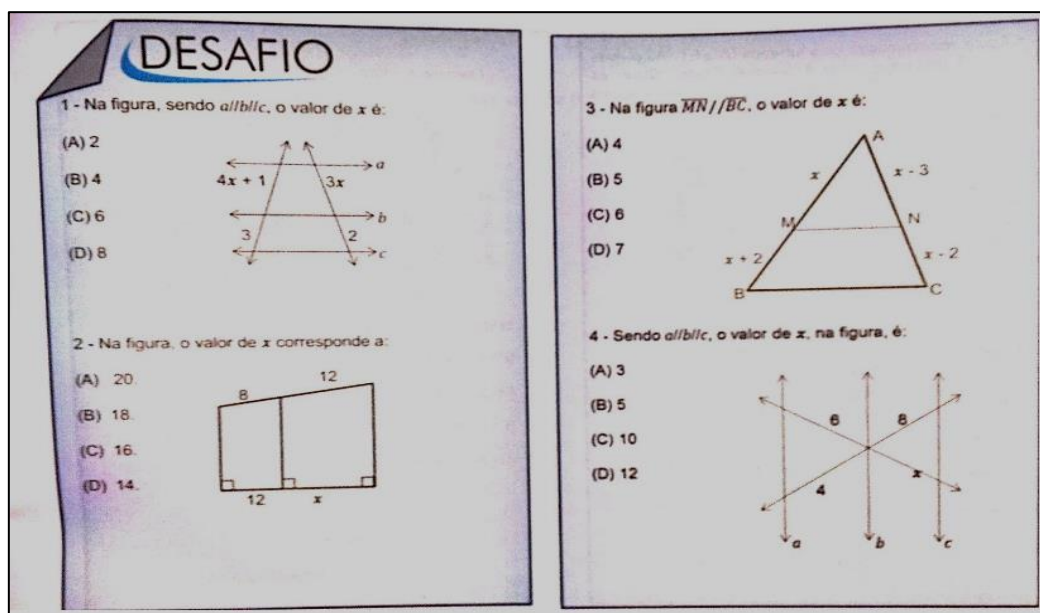 DESAFIO
1 - Na figura, sendo a//b//c, o valor de x é:
(A) 2
(B) 4
(C) 6
(D) 8
a
4x + 1
3x
b
3
2
c
2 - Na figura, o valor de x corresponde a:
(A) 20.
(B) 18.
(C) 16.
(D) 14.
8
12
12
x
3 - Na figura MN//BC, o valor de x é:
(A) 4
(B) 5
(C) 6
(D) 7
A
x
x - 3
M
N
x + 2
x - 2
B
C
4 - Sendo a//b//c, o valor de x, na figura, é:
(A) 3
(B) 5
(C) 10
(D) 12
6
8
x
4
a
b
c